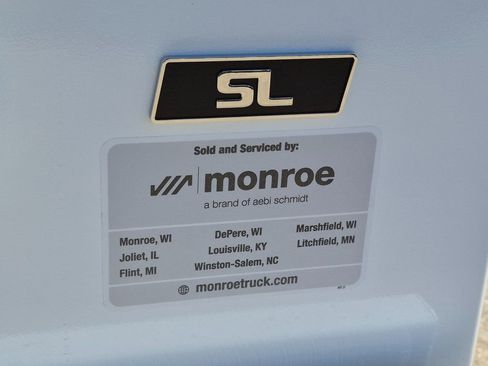 SL
Sold and Serviced by:
monroe
a brand of aebi schmidt
Monroe, WI
Joliet, IL
Flint, MI
DePere, WI
Louisville, KY
Winston-Salem, NC
Marshfield, WI
Litchfield, MN
monroetruck.com